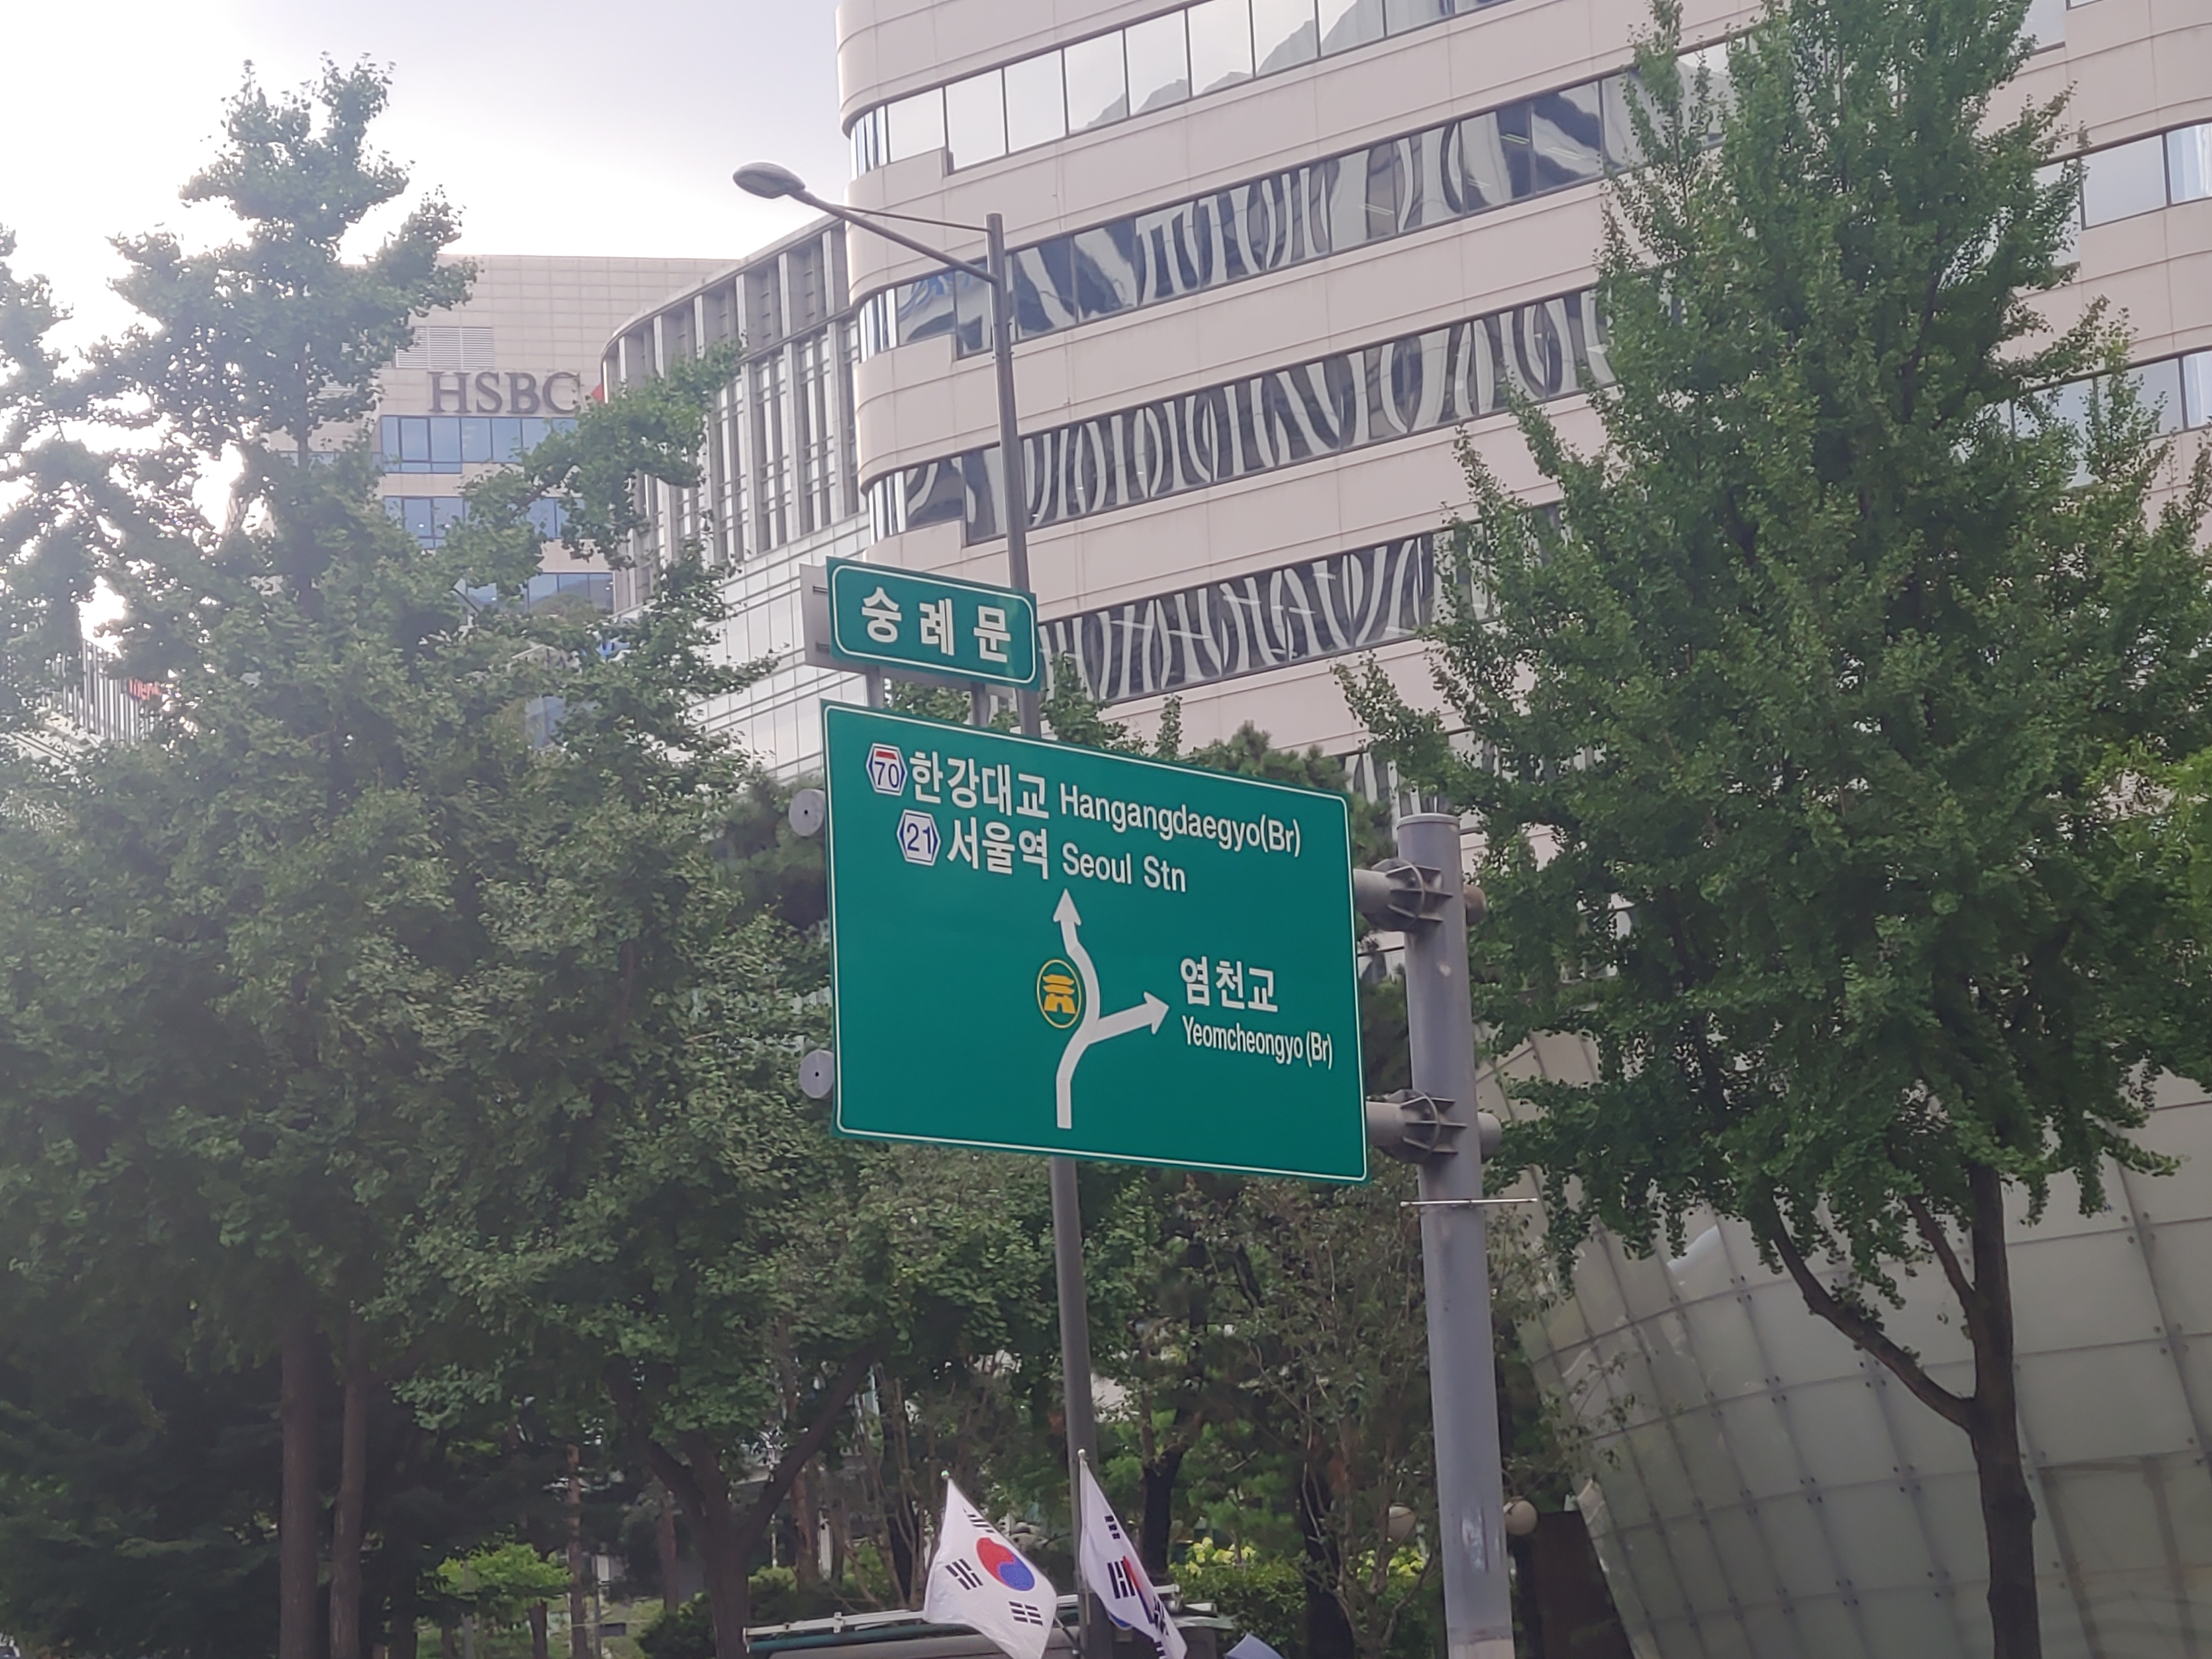 HSBC
숭례문
70 한강대교 Hangangdaegyo(Br)
21 서울역 Seoul Stn
염천교
Yeomcheongyo(Br)